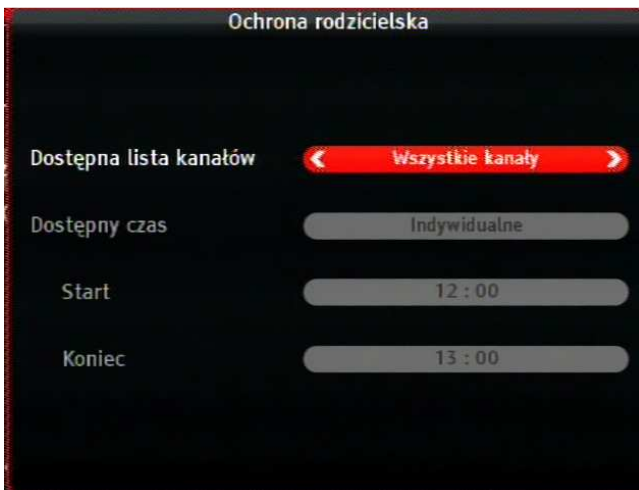 Ochrona rodzicielska
Dostępna lista kanałów Wszystkie kanały
Dostępny czas Indywidualne
Start 12 : 00
Koniec 13 : 00